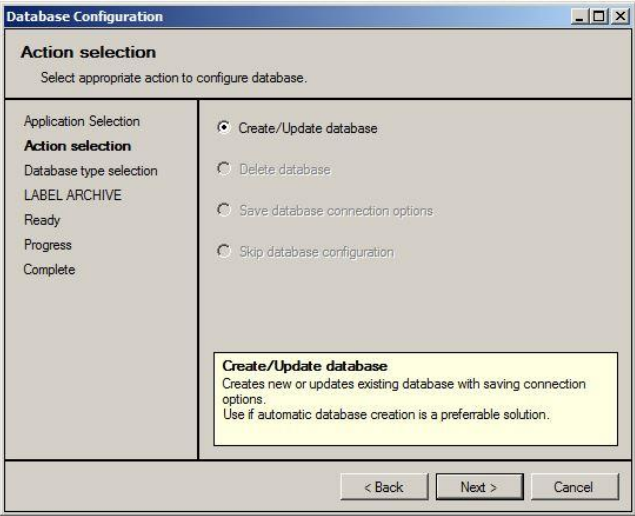 Database Configuration
Action selection
Select appropriate action to configure database.
Application Selection
Action selection
Database type selection
LABEL ARCHIVE
Ready
Progress
Complete
Create/Update database
Delete database
Save database connection options
Skip database configuration
Create/Update database
Creates new or updates existing database with saving connection
options.
Use if automatic database creation is a preferrable solution.
< Back
Next >
Cancel